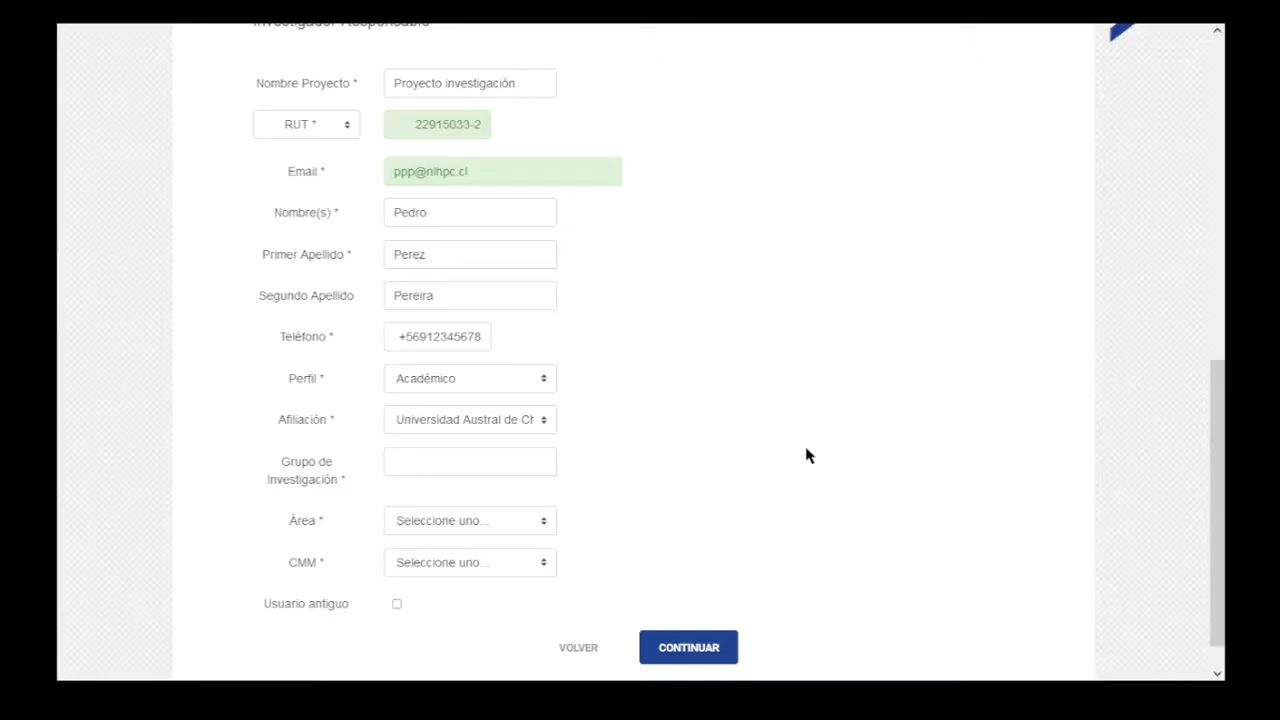 Investigador Responsable
Nombre Proyecto * Proyecto investigación
RUT * 22915033-2
Email * ppp@nlhpc.cl
Nombre(s) * Pedro
Primer Apellido * Perez
Segundo Apellido Pereira
Teléfono * +56912345678
Perfil * Académico
Afiliación * Universidad Austral de Ch
Grupo de
Investigación *
Área * Seleccione uno...
CMM * Seleccione uno...
Usuario antiguo
VOLVER CONTINUAR